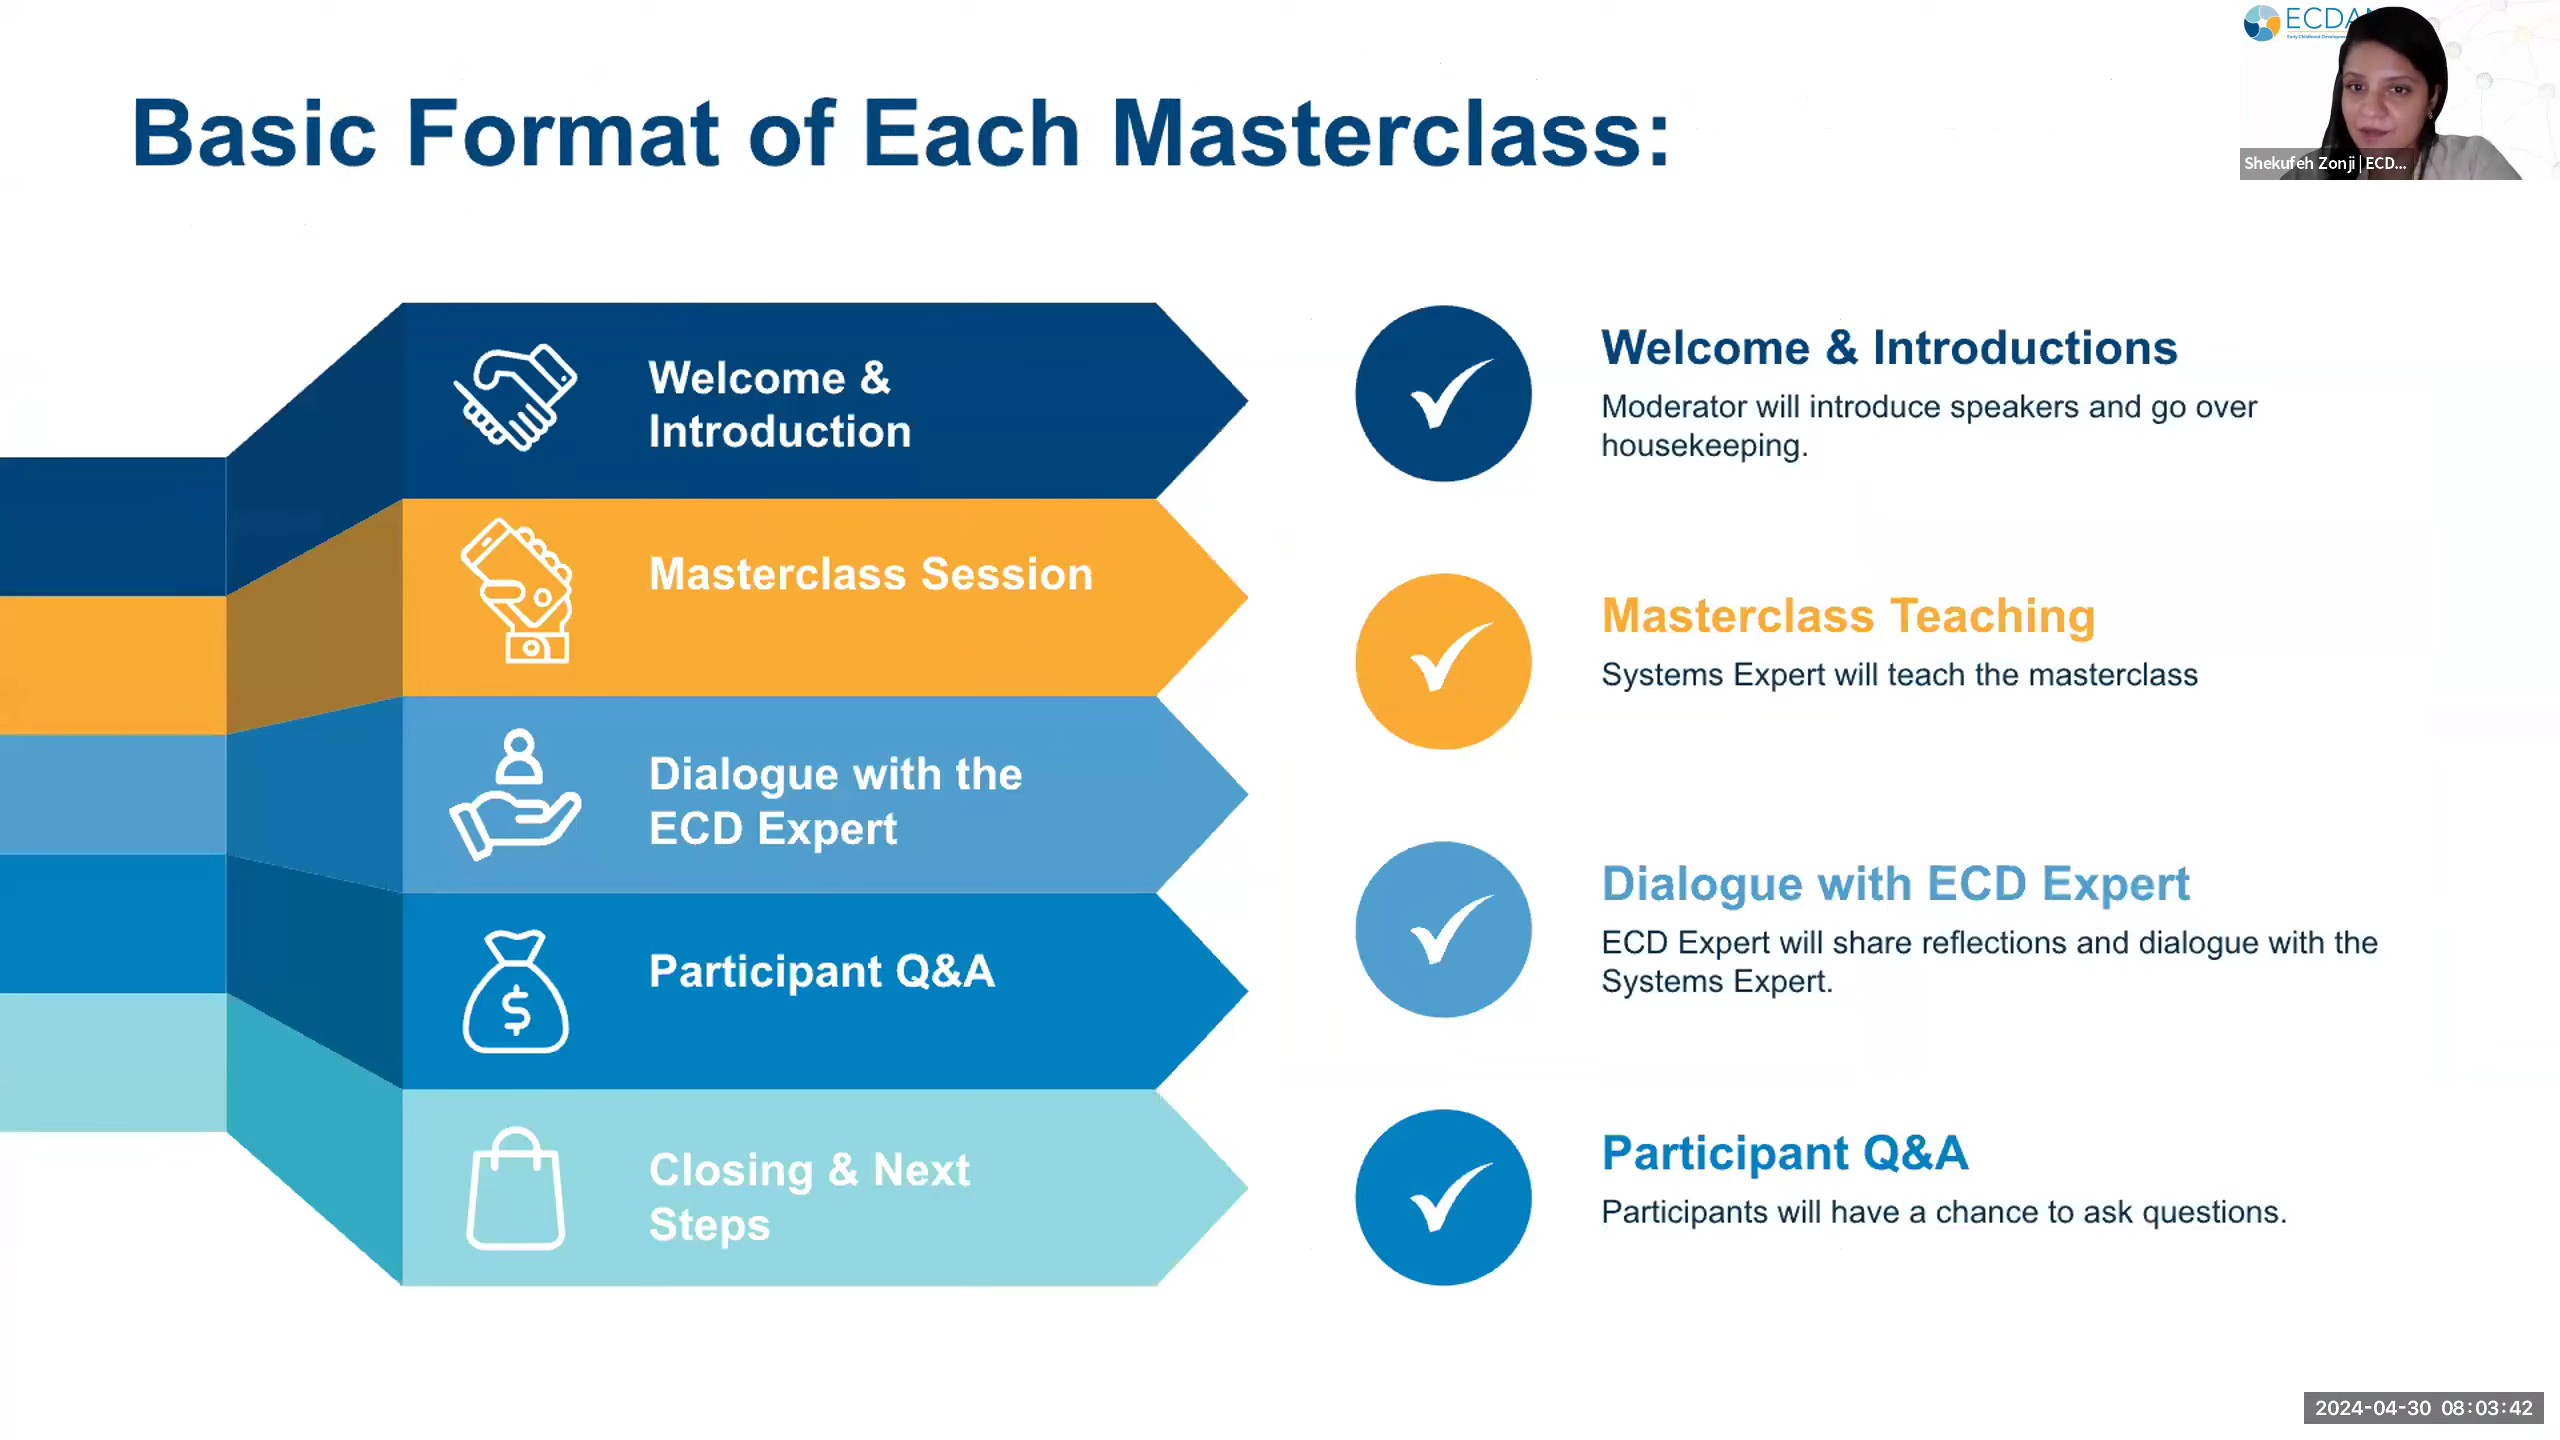 ECDA
Basic Format of Each Masterclass:
Shekufeh Zonji | ECD...
Welcome &
Introduction
Masterclass Session
Dialogue with the
ECD Expert
Participant Q&A
$
Closing & Next
Steps
Welcome & Introductions
Moderator will introduce speakers and go over
housekeeping.
Masterclass Teaching
Systems Expert will teach the masterclass
Dialogue with ECD Expert
ECD Expert will share reflections and dialogue with the
Systems Expert.
Participant Q&A
Participants will have a chance to ask questions.
2024-04-30 08:03:42